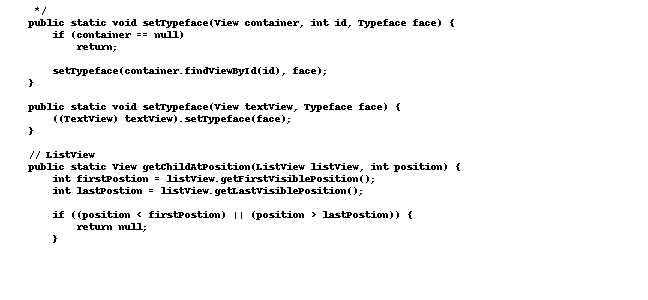 */
public static void setTypeface(View container, int id, Typeface face) {
if (container == null)
return;
setTypeface(container.findViewById(id), face);
}
public static void setTypeface(View textView, Typeface face) {
((TextView) textView).setTypeface(face);
}
// ListView
public static View getChildAtPosition(ListView listView, int position) {
int firstPostion = listView.getFirstVisiblePosition();
int lastPostion = listView.getLastVisiblePosition();
if ((position < firstPostion) || (position > lastPostion)) {
return null;
}